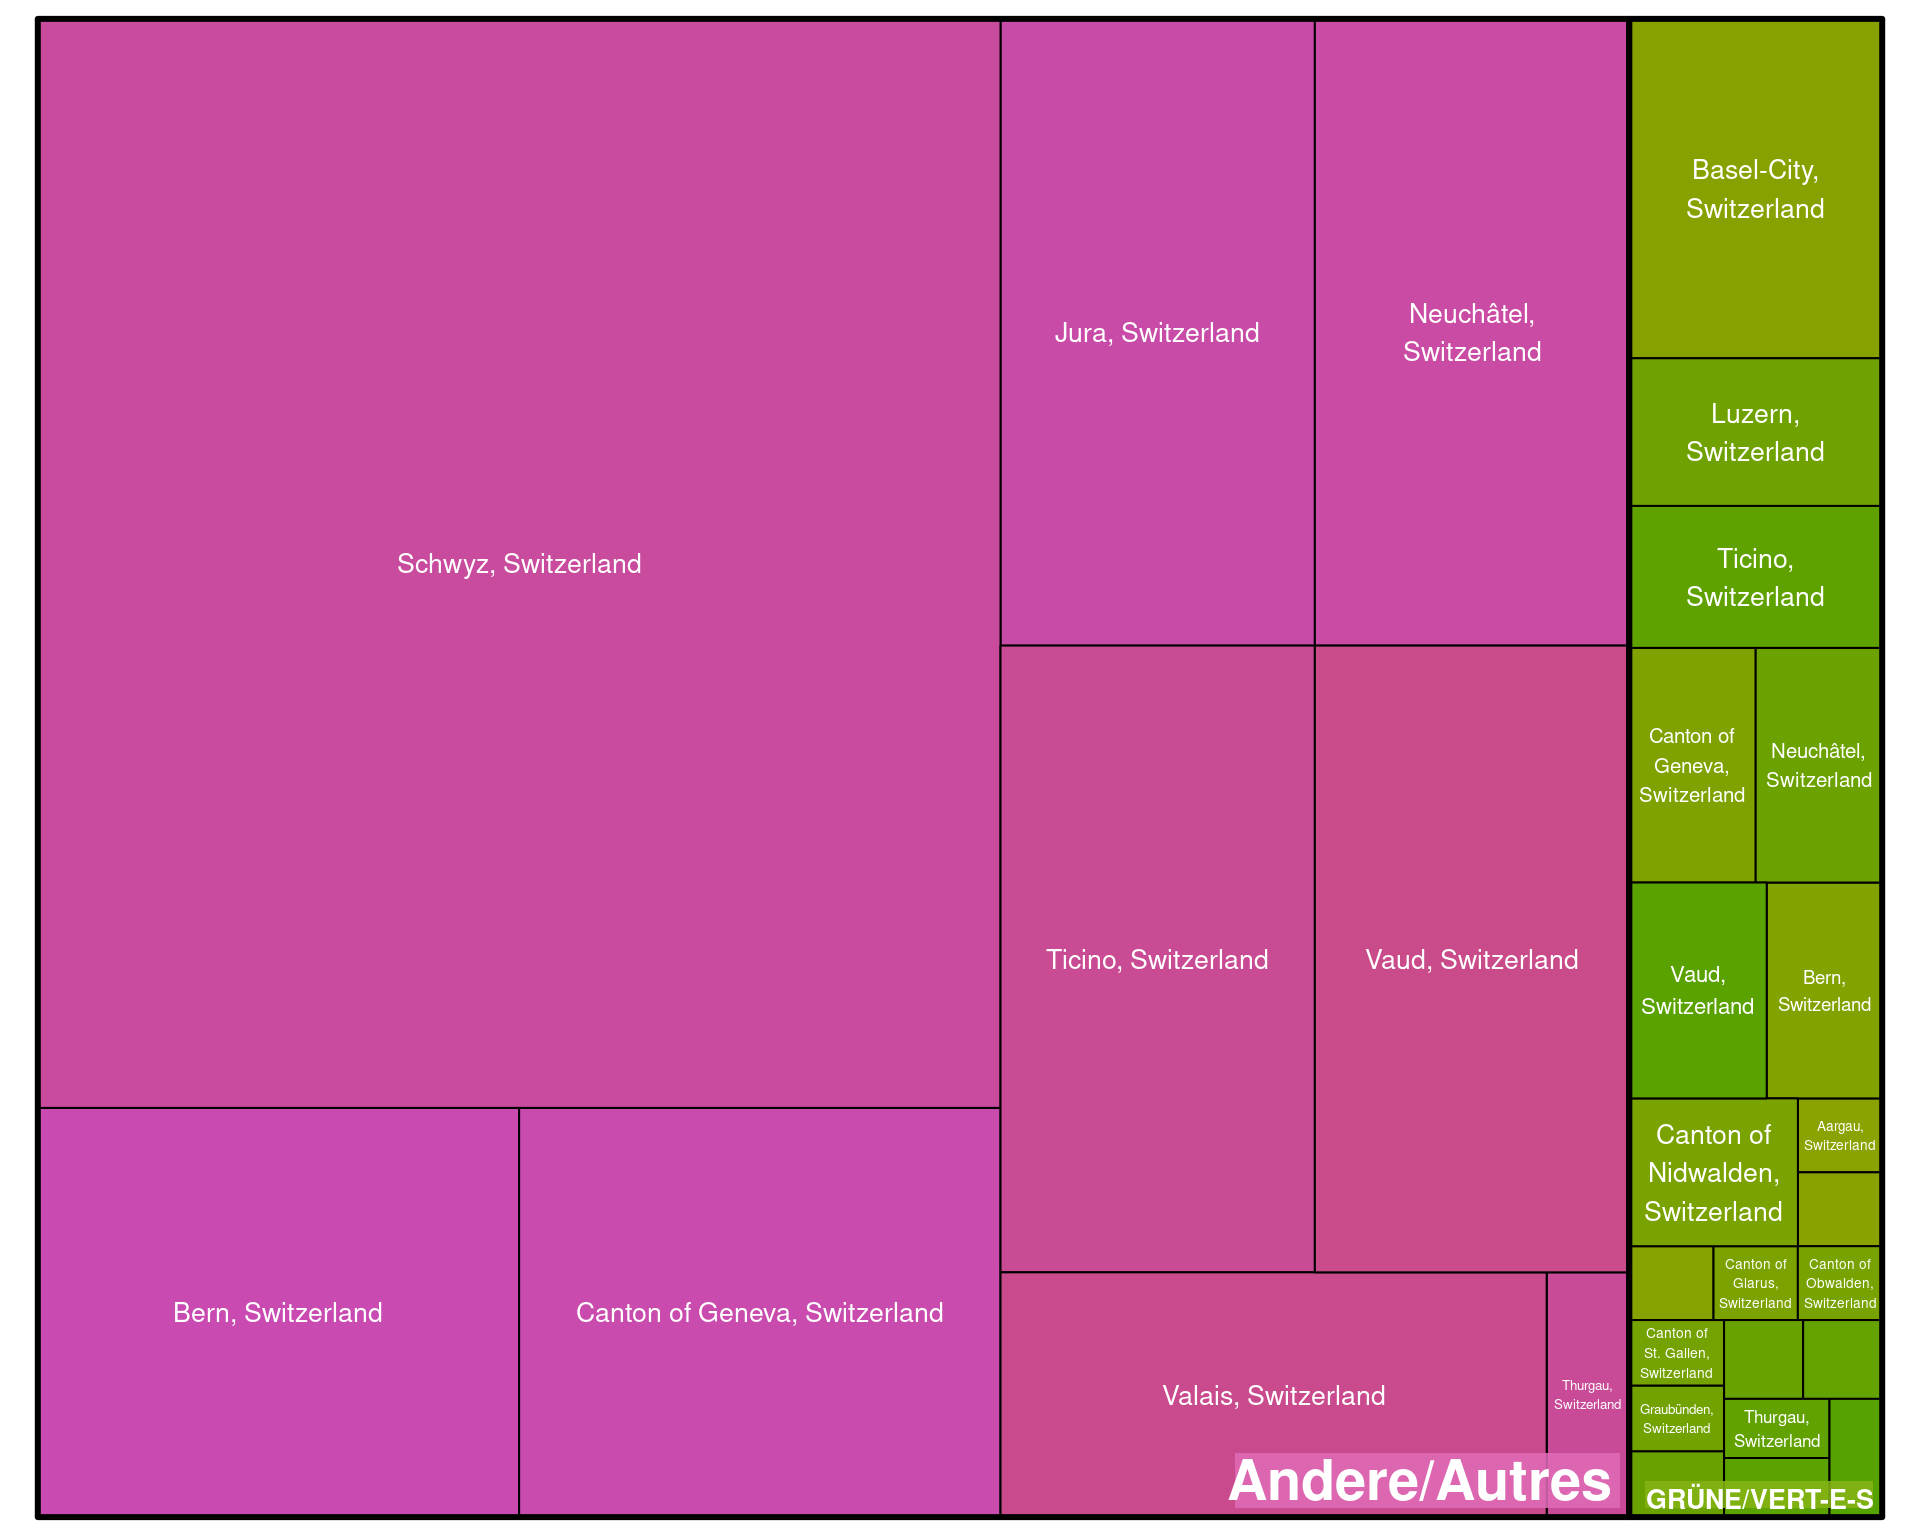 Schwyz, Switzerland
Bern, Switzerland
Canton of Geneva, Switzerland
Jura, Switzerland
Neuchâtel,
Switzerland
Ticino, Switzerland
Vaud, Switzerland
Valais, Switzerland
Thurgau,
Switzerland
Andere/Autres
Basel-City,
Switzerland
Luzern,
Switzerland
Ticino,
Switzerland
Canton of
Geneva,
Switzerland
Neuchâtel,
Switzerland
Vaud,
Switzerland
Bern,
Switzerland
Canton of
Nidwalden,
Switzerland
Aargau,
Switzerland
Canton of
Glarus,
Switzerland
Canton of
Obwalden,
Switzerland
Canton of
St. Gallen,
Switzerland
Graubünden,
Switzerland
Thurgau,
Switzerland
GRÜNE/VERT-E-S